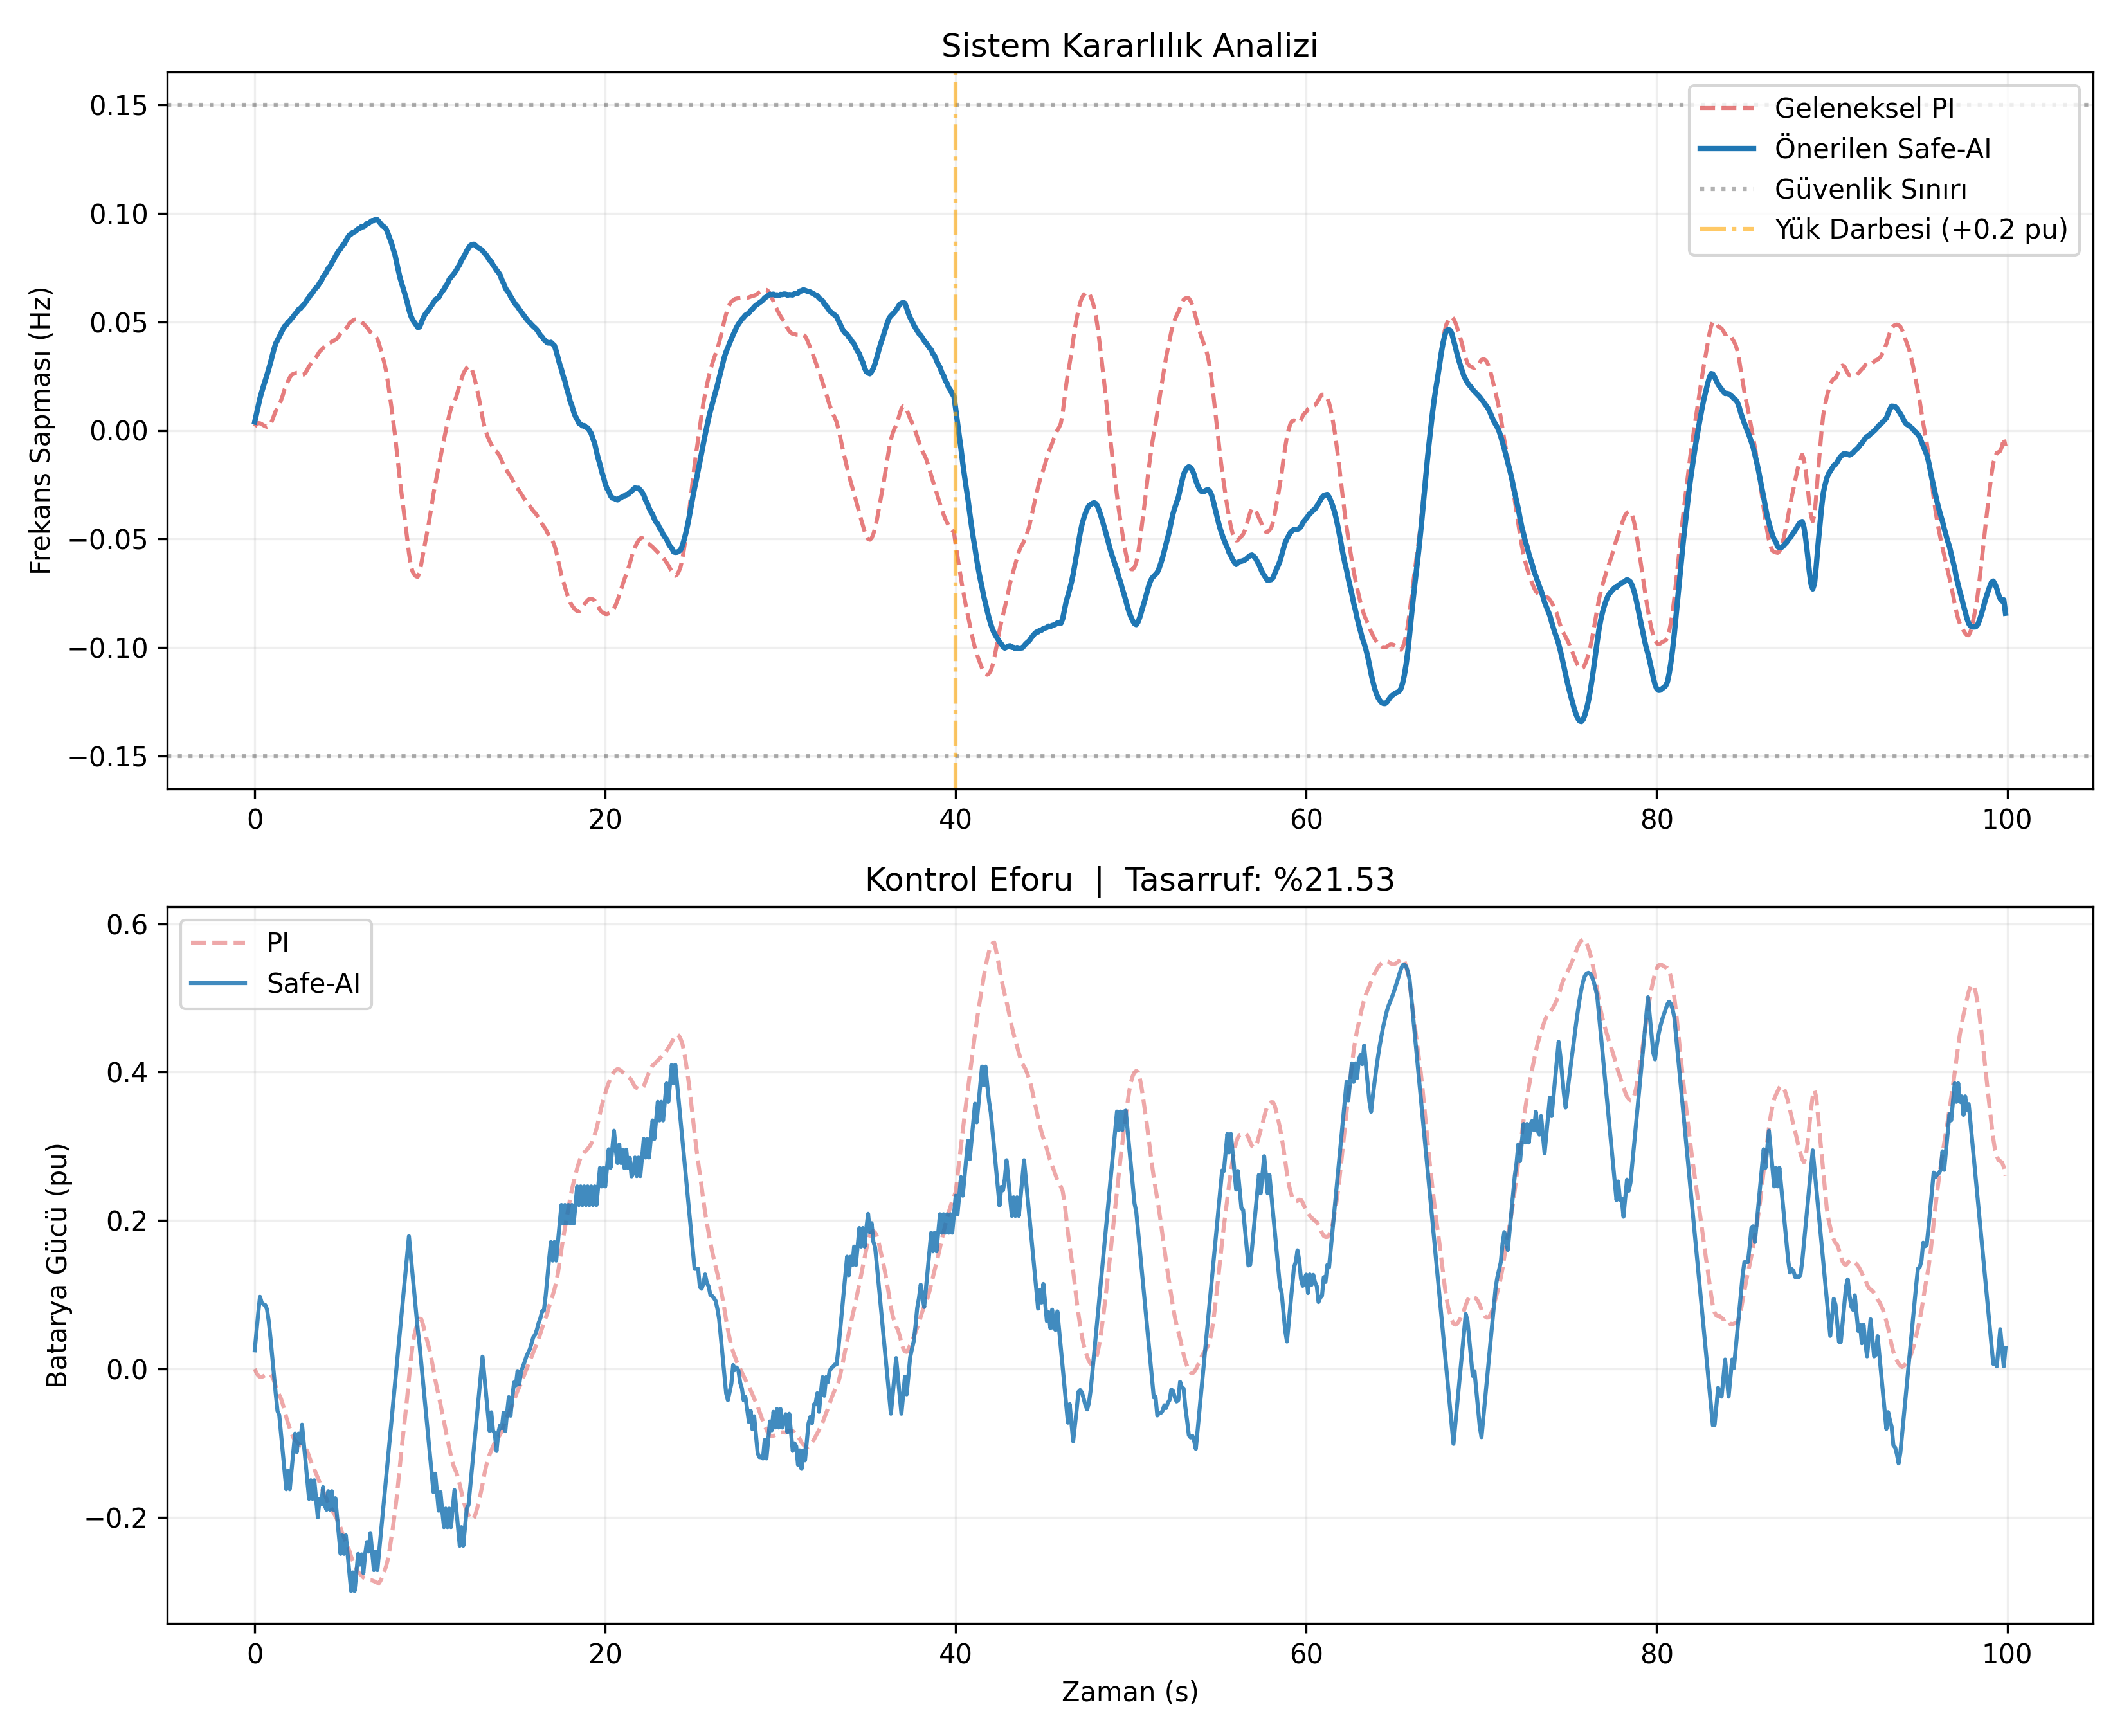 Sistem Kararlılık Analizi
Frekans Sapması (Hz)
0.15
0.10
0.05
0.00
−0.05
−0.10
−0.15
Geleneksel PI
Önerilen Safe-AI
Güvenlik Sınırı
Yük Darbesi (+0.2 pu)
0 20 40 60 80 100
Kontrol Eforu | Tasarruf: %21.53
Batarya Gücü (pu)
0.6
0.4
0.2
0.0
−0.2
PI
Safe-AI
0 20 40 60 80 100
Zaman (s)